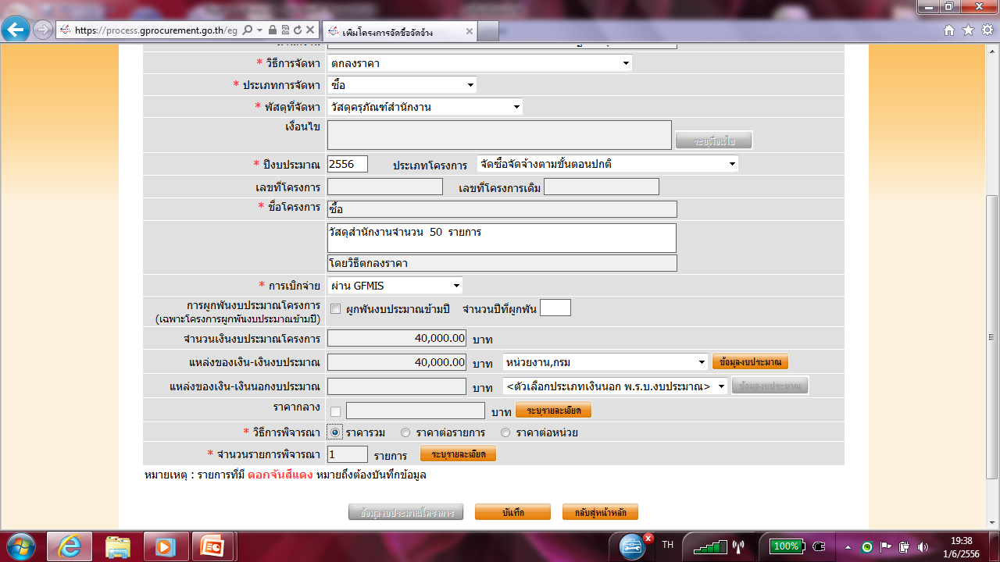 https://process.gprocurement.go.th/eg
เพิ่มโครงการจัดซื้อจัดจ้าง
* วิธีการจัดหา ตกลงราคา
* ประเภทการจัดหา ซื้อ
* พัสดุที่จัดหา วัสดุครุภัณฑ์สำนักงาน
เงื่อนไข ระบุเงื่อนไข
* ปีงบประมาณ 2556 ประเภทโครงการ จัดซื้อจัดจ้างตามขั้นตอนปกติ
เลขที่โครงการ เลขที่โครงการเดิม
* ชื่อโครงการ ซื้อ
วัสดุสำนักงานจำนวน 50 รายการ
โดยวิธีตกลงราคา
* การเบิกจ่าย ผ่าน GFMIS
การผูกพันงบประมาณโครงการ
(เฉพาะโครงการผูกพันงบประมาณข้ามปี) ผูกพันงบประมาณข้ามปี จำนวนปีที่ผูกพัน
จำนวนเงินงบประมาณโครงการ 40,000.00 บาท
แหล่งของเงิน-เงินงบประมาณ 40,000.00 บาท หน่วยงาน,กรม ข้อมูลงบประมาณ
แหล่งของเงิน-เงินนอกงบประมาณ บาท <ตัวเลือกประเภทเงินนอก พ.ร.บ.งบประมาณ> ข้อมูลงบประมาณ
ราคากลาง บาท ระบุรายละเอียด
* วิธีการพิจารณา ราคารวม ราคาต่อรายการ ราคาต่อหน่วย
* จำนวนรายการพิจารณา 1 รายการ ระบุรายละเอียด
หมายเหตุ : รายการที่มี ดอกจันสีแดง หมายถึงต้องบันทึกข้อมูล
ข้อมูลงบประมาณโครงการ บันทึก กลับสู่หน้าหลัก
TH 100% 19:38
1/6/2556